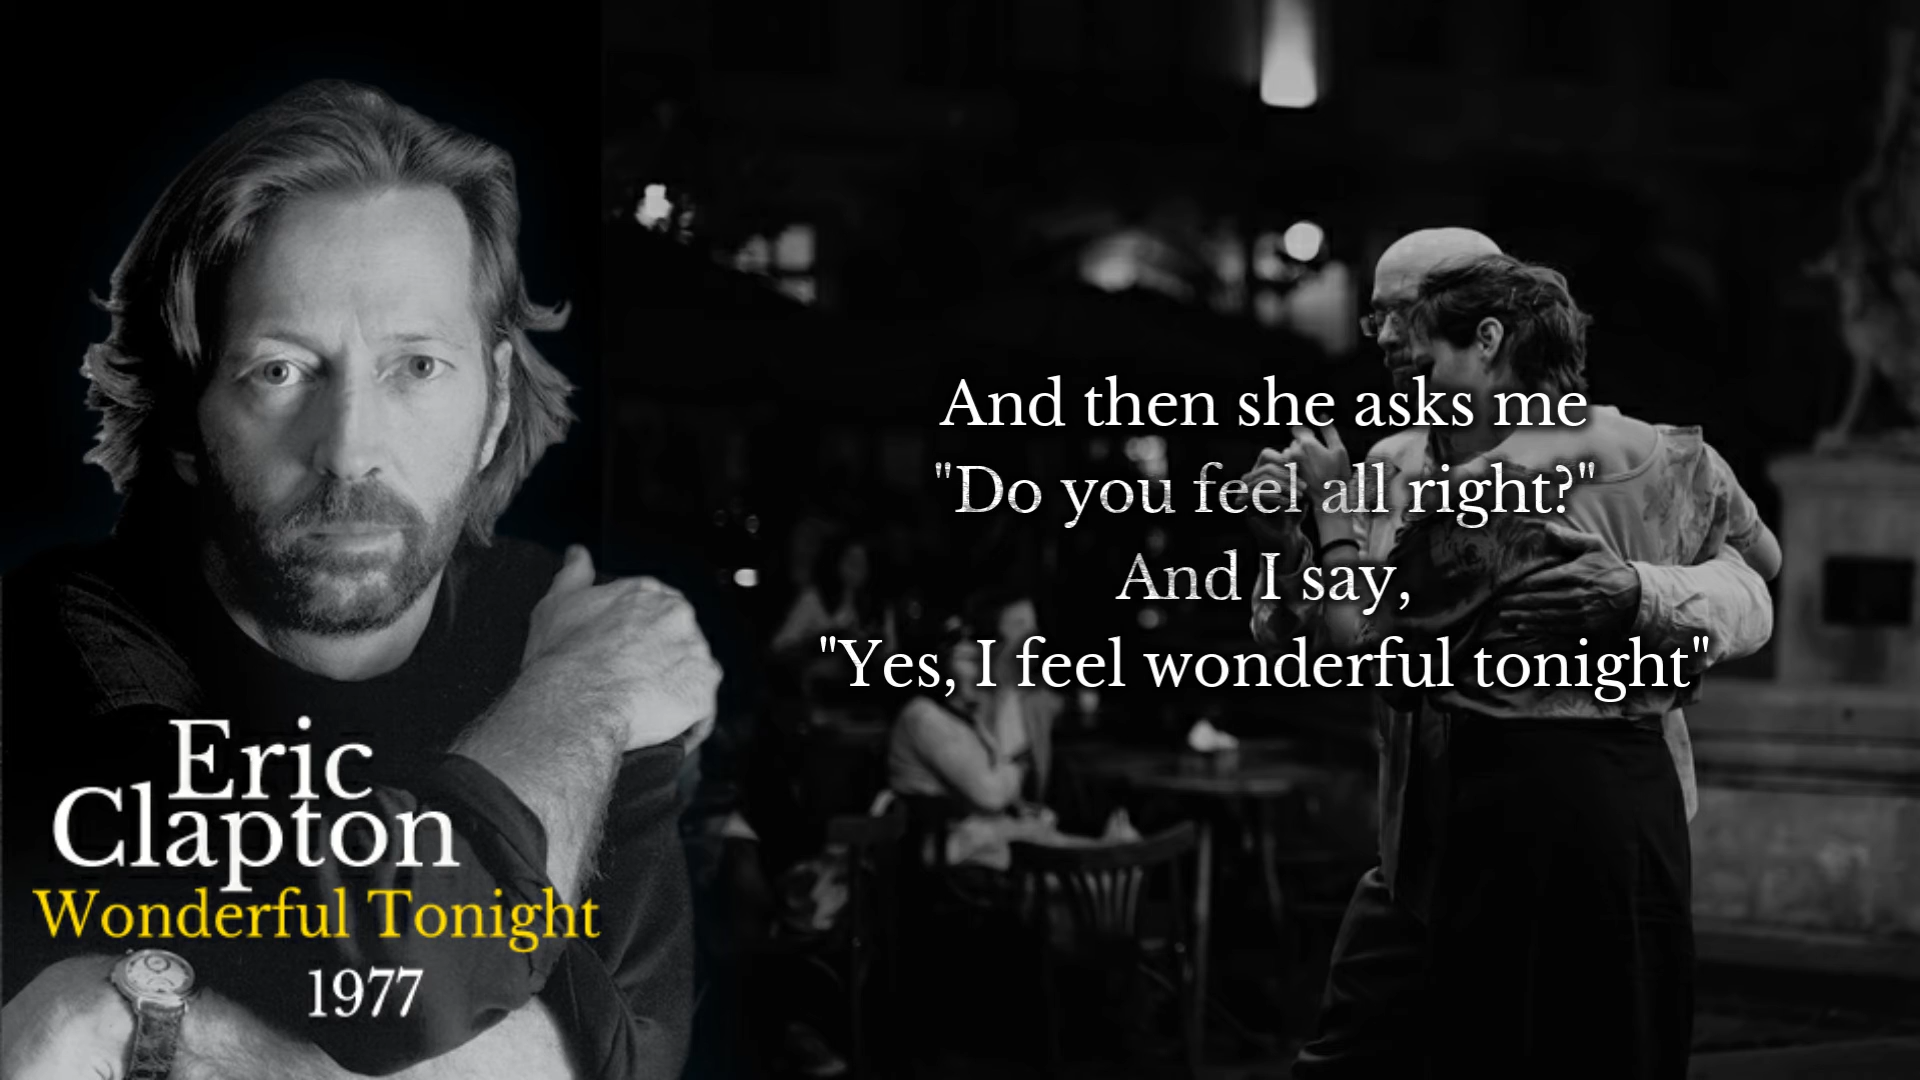 Eric
Clapton
Wonderful Tonight
1977
And then she asks me
"Do you feel all right?"
And I say,
"Yes, I feel wonderful tonight"